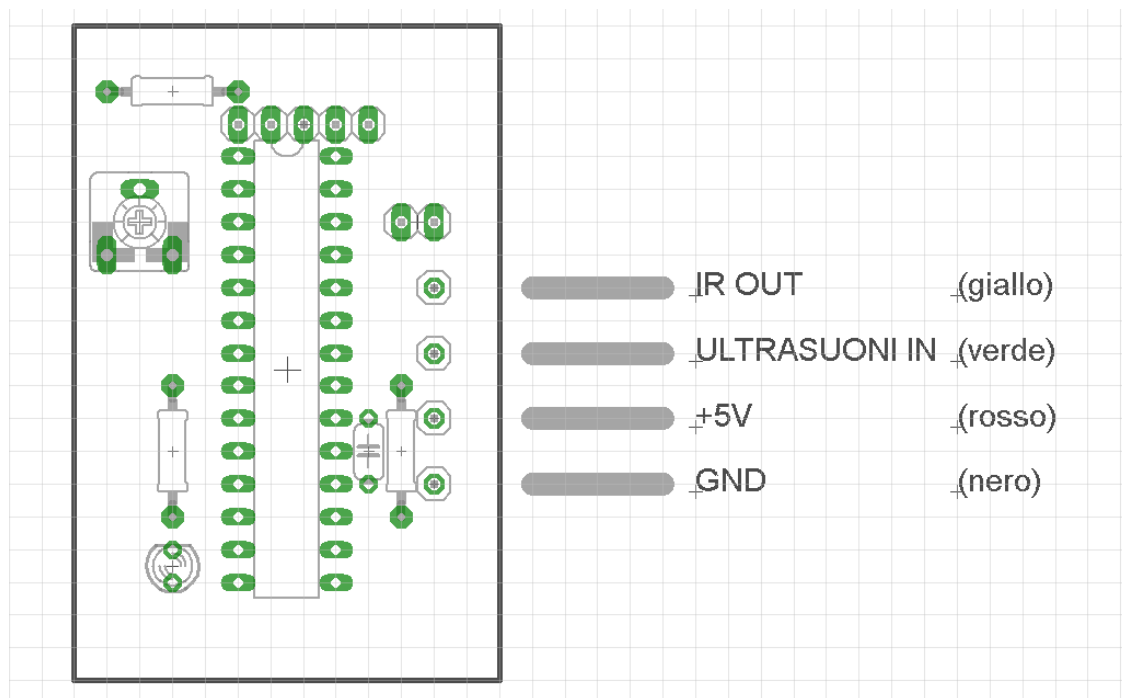 IR OUT (giallo)
ULTRASUONI IN (verde)
+5V (rosso)
GND (nero)